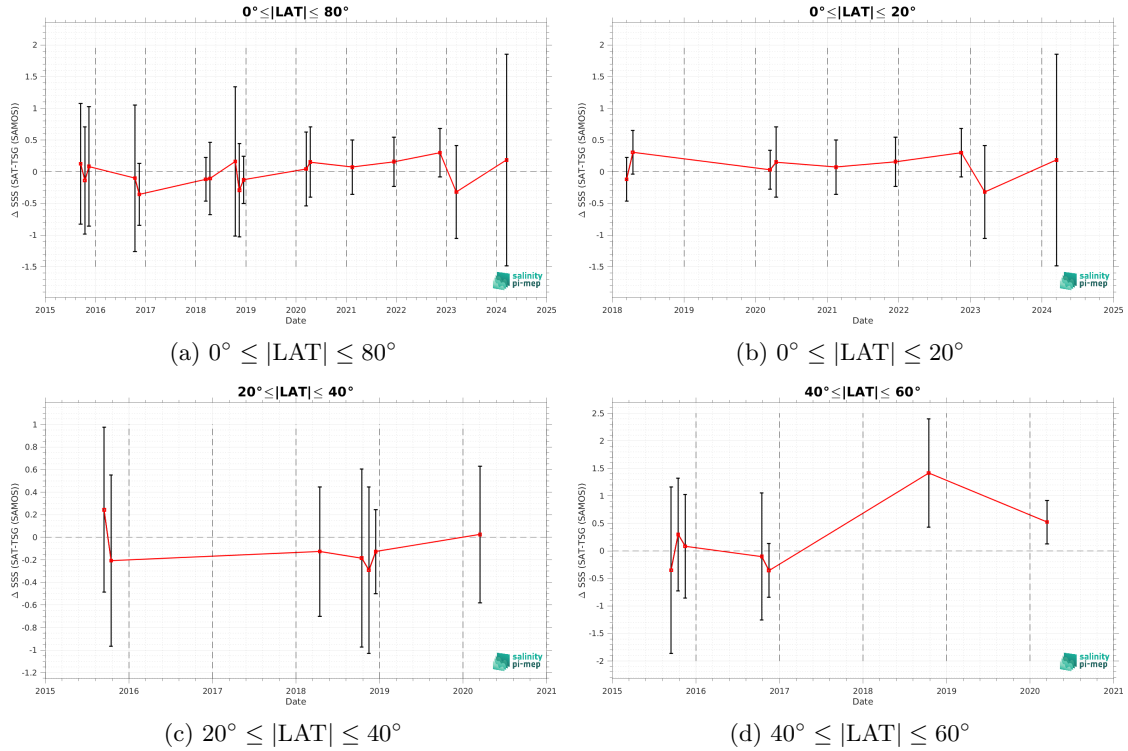 0°≤|LAT|≤ 80°
Δ SSS (SAT-TSG (SAMOS))
2
1.5
1
0.5
0
-0.5
-1
-1.5
2015 2016 2017 2018 2019 2020 2021 2022 2023 2024 2025
Date
salinity
pi-mep
(a) 0° ≤ |LAT| ≤ 80°
0°≤|LAT|≤ 20°
Δ SSS (SAT-TSG (SAMOS))
2
1.5
1
0.5
0
-0.5
-1
-1.5
2018 2019 2020 2021 2022 2023 2024 2025
Date
salinity
pi-mep
(b) 0° ≤ |LAT| ≤ 20°
20°≤|LAT|≤ 40°
Δ SSS (SAT-TSG (SAMOS))
1
0.8
0.6
0.4
0.2
0
-0.2
-0.4
-0.6
-0.8
-1
-1.2
2015 2016 2017 2018 2019 2020 2021
Date
salinity
pi-mep
(c) 20° ≤ |LAT| ≤ 40°
40°≤|LAT|≤ 60°
Δ SSS (SAT-TSG (SAMOS))
2.5
2
1.5
1
0.5
0
-0.5
-1
-1.5
-2
2015 2016 2017 2018 2019 2020 2021
Date
salinity
pi-mep
(d) 40° ≤ |LAT| ≤ 60°